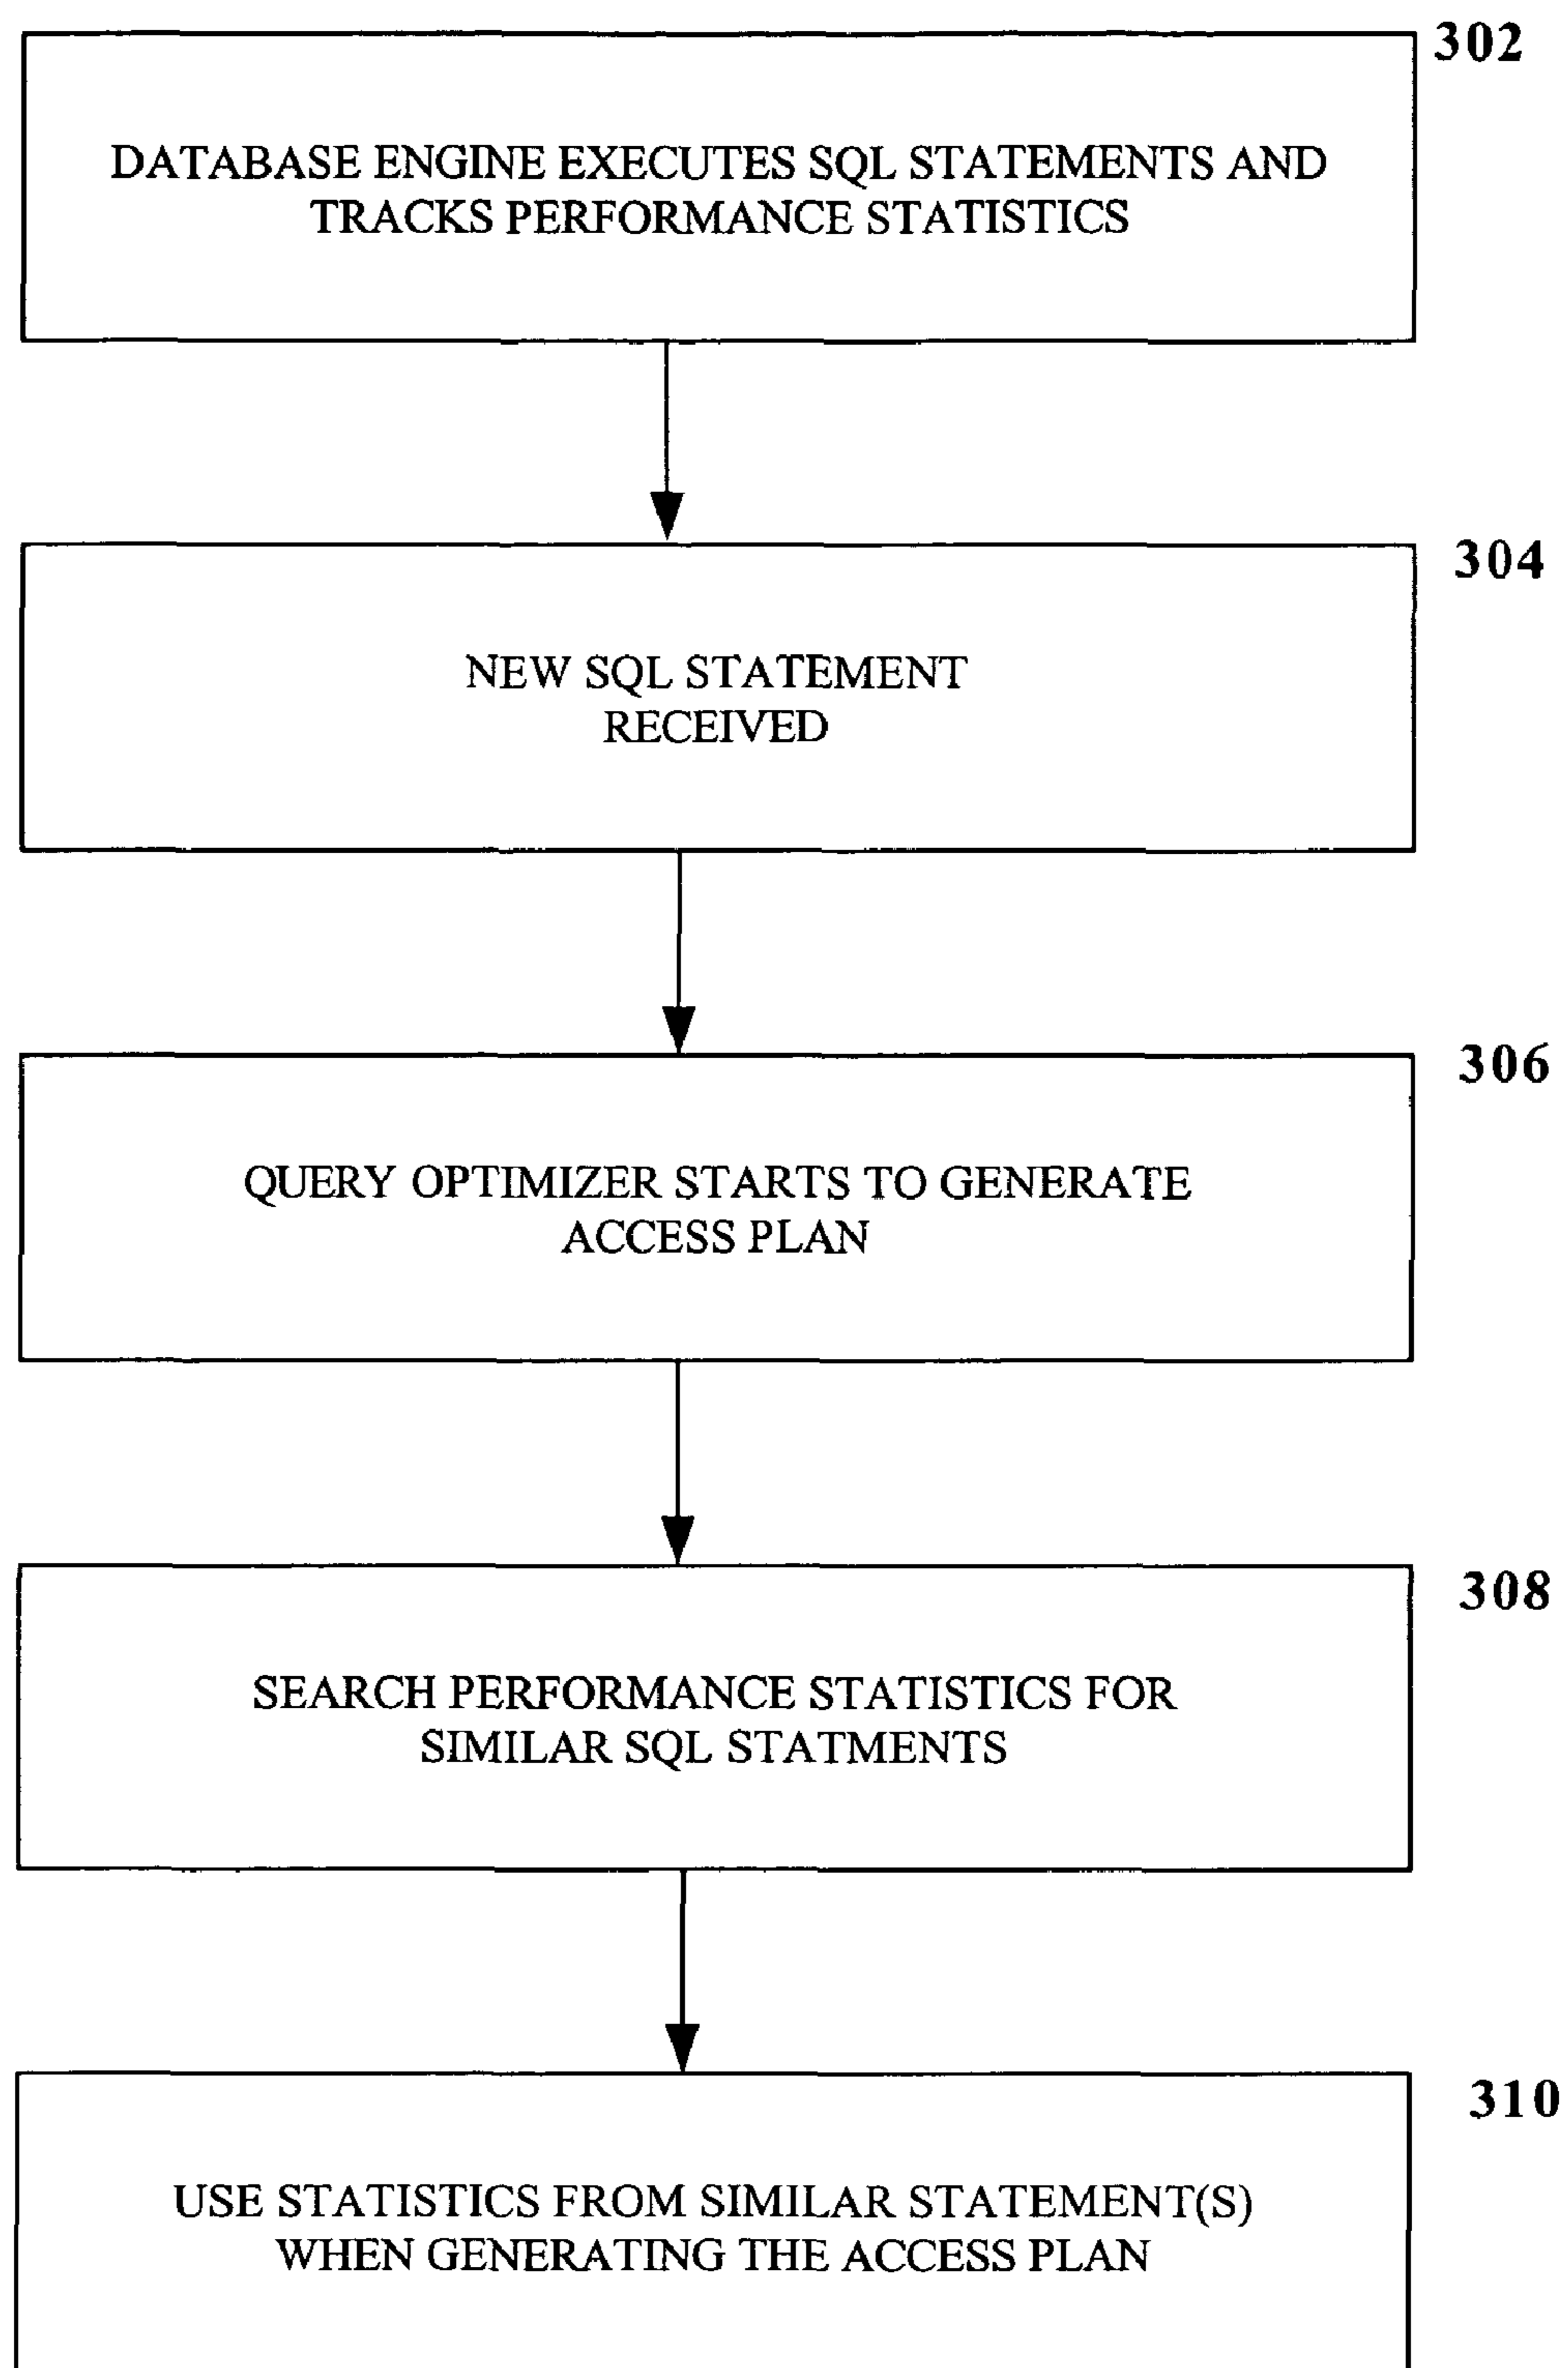 302
DATABASE ENGINE EXECUTES SQL STATEMENTS AND
TRACKS PERFORMANCE STATISTICS
304
NEW SQL STATEMENT
RECEIVED
306
QUERY OPTIMIZER STARTS TO GENERATE
ACCESS PLAN
308
SEARCH PERFORMANCE STATISTICS FOR
SIMILAR SQL STATMENTS
310
USE STATISTICS FROM SIMILAR STATEMENT(S)
WHEN GENERATING THE ACCESS PLAN